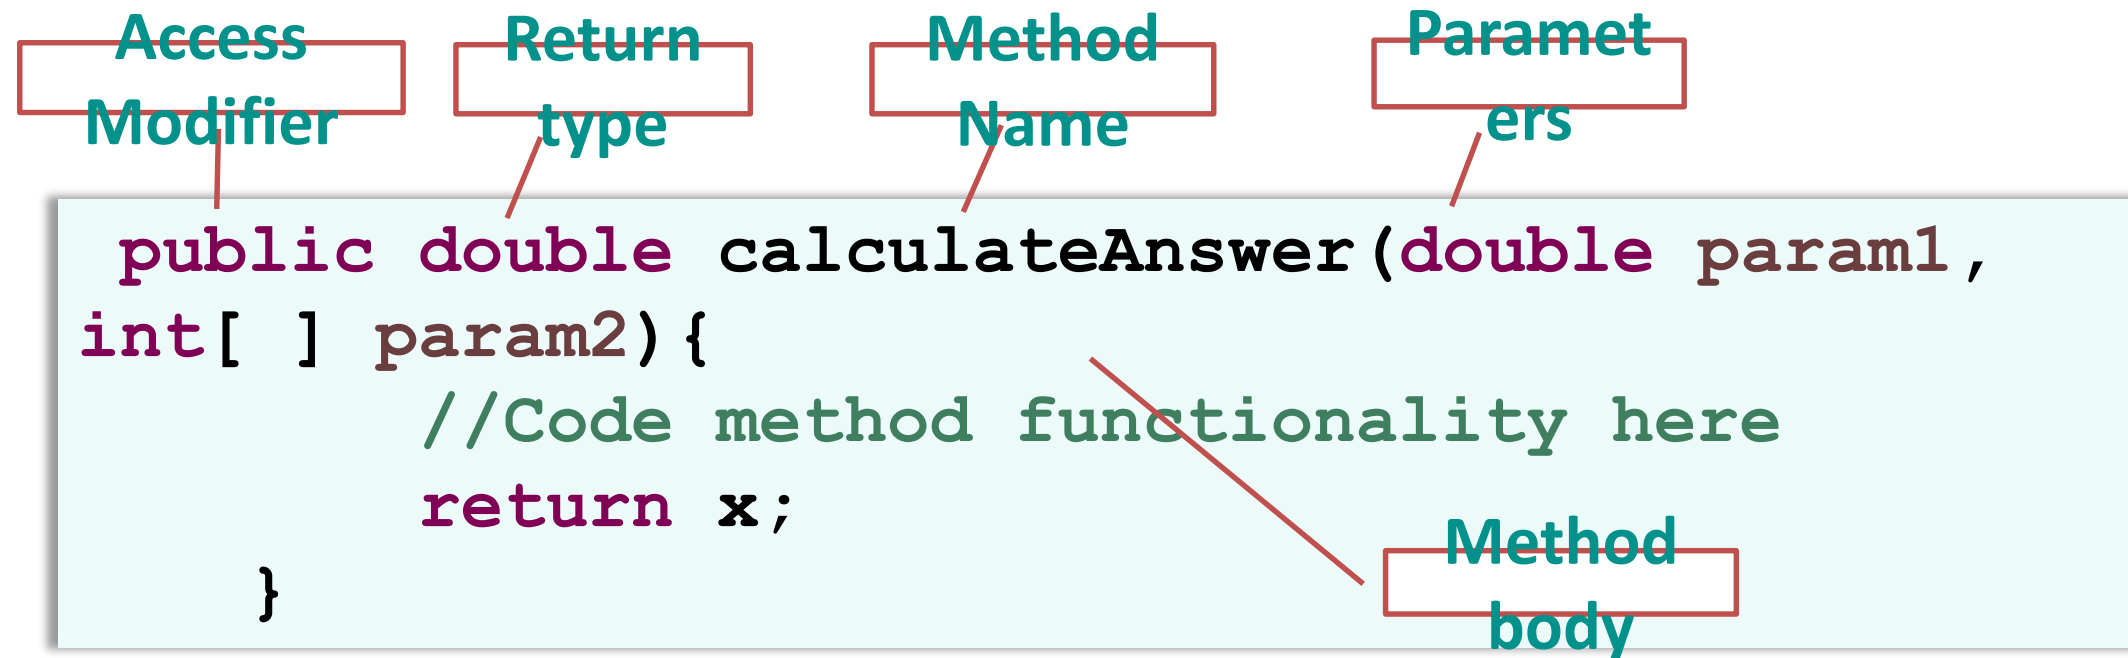 Access
Modifier
Return
type
Method
Name
Paramet
ers
public double calculateAnswer(double param1,
int[ ] param2){
//Code method functionality here
return x;
}
Method
body